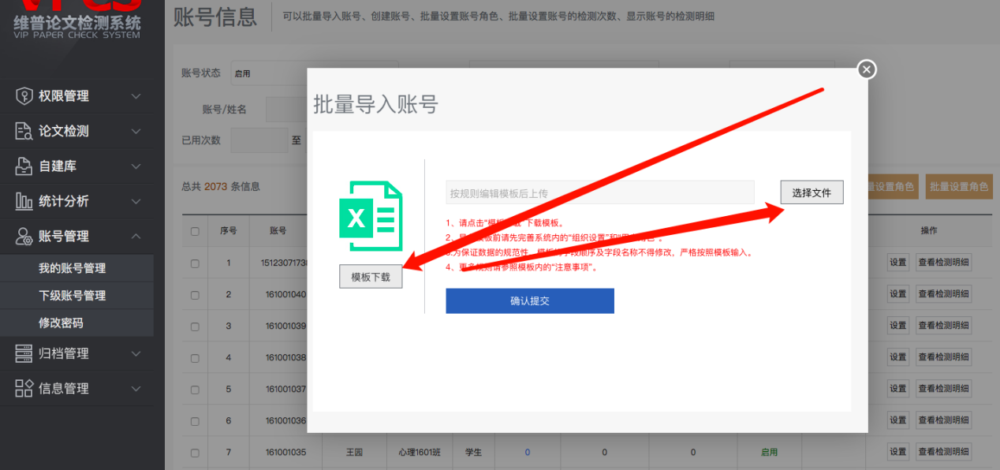 VPCS
维普论文检测系统
VIP PAPER CHECK SYSTEM
权限管理
论文检测
自建库
统计分析
账号管理
我的账号管理
下级账号管理
修改密码
归档管理
信息管理
账号信息
可以批量导入账号、创建账号、批量设置账号角色、批量设置账号的检测次数、显示账号的检测明细
账号状态 启用
账号/姓名
已用次数 至
总共 2073 条信息
量设置角色 批量设置角色
序号 账号 操作
1 1512307173 设置 查看检测明细
2 161001040 设置 查看检测明细
3 161001039 设置 查看检测明细
4 161001038 设置 查看检测明细
5 161001037 设置 查看检测明细
6 161001036 设置 查看检测明细
7 161001035 王园 心理1601班 学生 0 0 0 启用 设置 查看检测明细
批量导入账号
X
模板下载
按规则编辑模板后上传
选择文件
1、请点击“模板下载”下载模板。
2、模板前请先完善系统内的“组织设置”和“
为保证数据的规范性，模板的字段顺序及字段名称不得修改，严格按照模板输入。
4、更多规则请参照模板内的“注意事项”。
确认提交